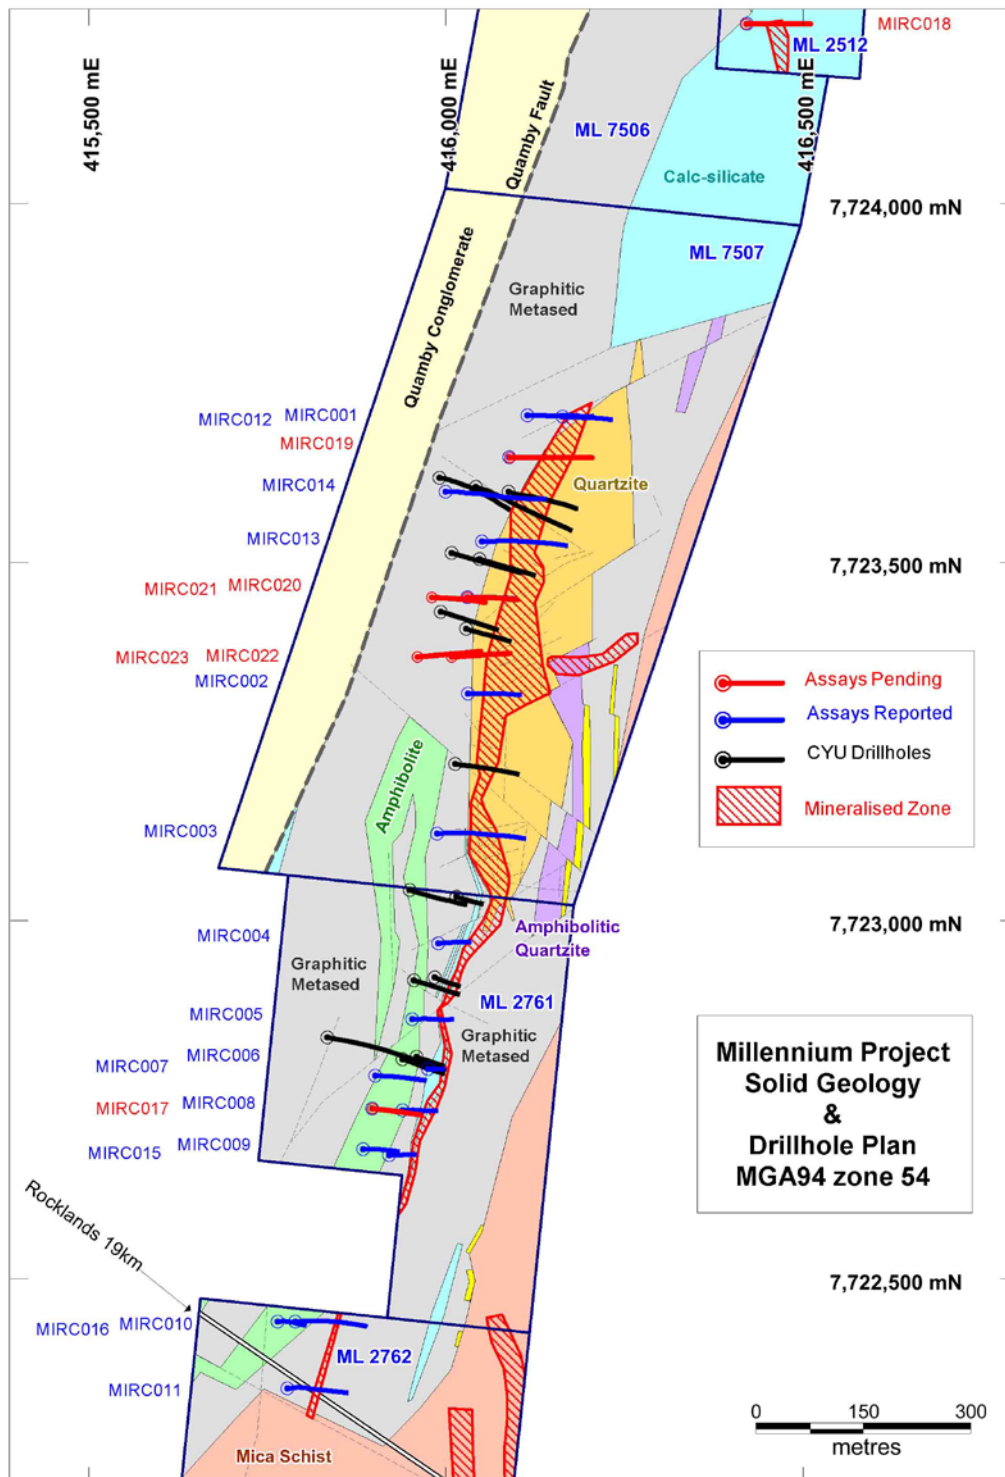 MIRC018
ML 2512
415,500 mE
416,000 mE
416,500 mE
Quamby Fault
ML 7506
Calc-silicate
7,724,000 mN
ML 7507
Quamby Conglomerate
Graphitic
Metased
MIRC012 MIRC001
MIRC019
Quartzite
MIRC014
MIRC013
7,723,500 mN
MIRC021 MIRC020
MIRC023 MIRC022
MIRC002
Assays Pending
Assays Reported
CYU Drillholes
Mineralised Zone
Amphibolite
MIRC003
7,723,000 mN
Amphibolitic
Quartzite
MIRC004
Graphitic
Metased
ML 2761
MIRC005
Graphitic
Metased
MIRC007 MIRC006
MIRC017 MIRC008
MIRC015 MIRC009
Millennium Project
Solid Geology
&
Drillhole Plan
MGA94 zone 54
Rocklands 19km
7,722,500 mN
MIRC016 MIRC010
ML 2762
MIRC011
Mica Schist
0 150 300
metres